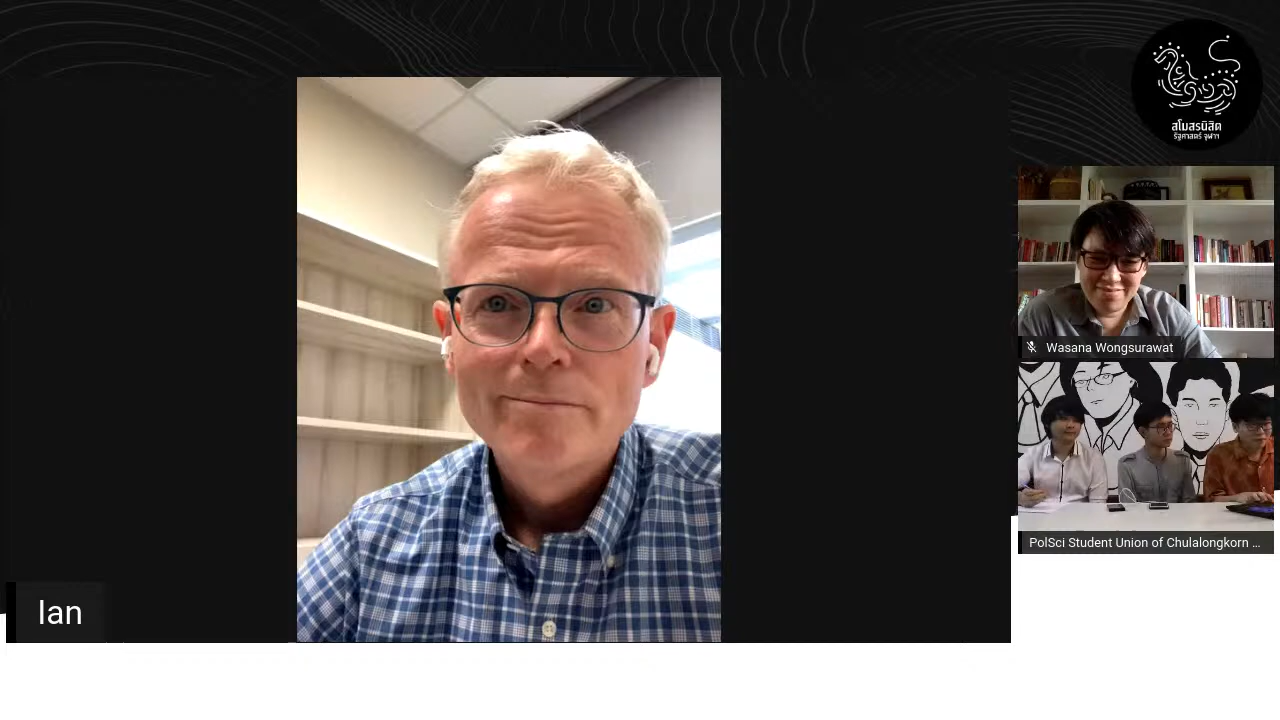 สโมสรนิสิต
รัฐศาสตร์ จุฬาฯ
Wasana Wongsurawat
PolSci Student Union of Chulalongkorn ...
Ian